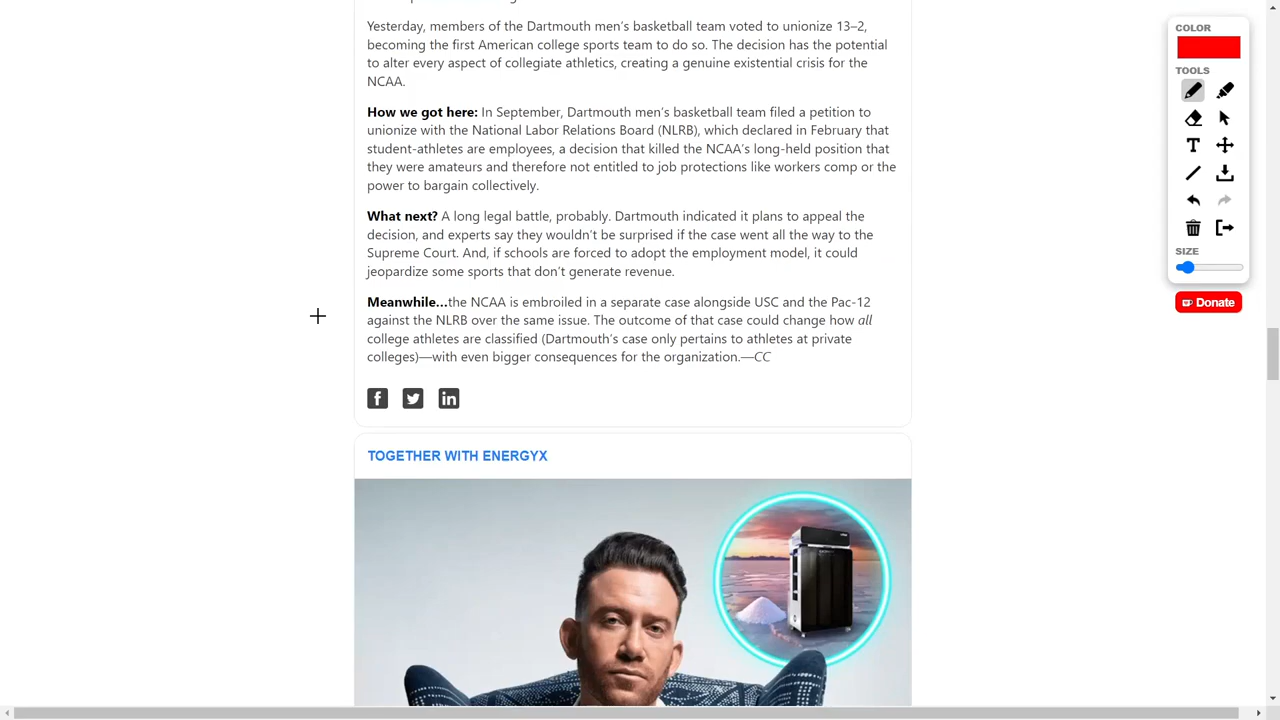 Yesterday, members of the Dartmouth men's basketball team voted to unionize 13–2,
becoming the first American college sports team to do so. The decision has the potential
to alter every aspect of collegiate athletics, creating a genuine existential crisis for the
NCAA.
How we got here: In September, Dartmouth men's basketball team filed a petition to
unionize with the National Labor Relations Board (NLRB), which declared in February that
student-athletes are employees, a decision that killed the NCAA's long-held position that
they were amateurs and therefore not entitled to job protections like workers comp or the
power to bargain collectively.
What next? A long legal battle, probably. Dartmouth indicated it plans to appeal the
decision, and experts say they wouldn't be surprised if the case went all the way to the
Supreme Court. And, if schools are forced to adopt the employment model, it could
jeopardize some sports that don't generate revenue.
Meanwhile…the NCAA is embroiled in a separate case alongside USC and the Pac-12
against the NLRB over the same issue. The outcome of that case could change how all
college athletes are classified (Dartmouth's case only pertains to athletes at private
colleges)—with even bigger consequences for the organization.—CC
TOGETHER WITH ENERGYX
COLOR
TOOLS
SIZE
Donate